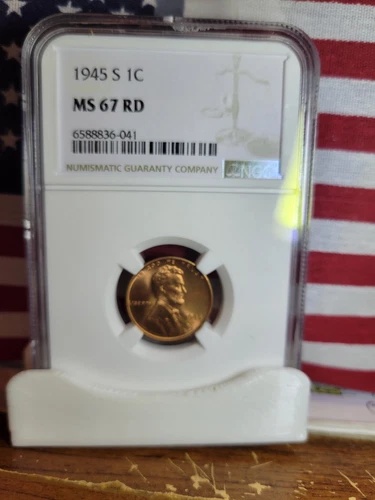 1945 S 1C
MS 67 RD
6588836-041
NUMISMATIC GUARANTY COMPANY
NGC